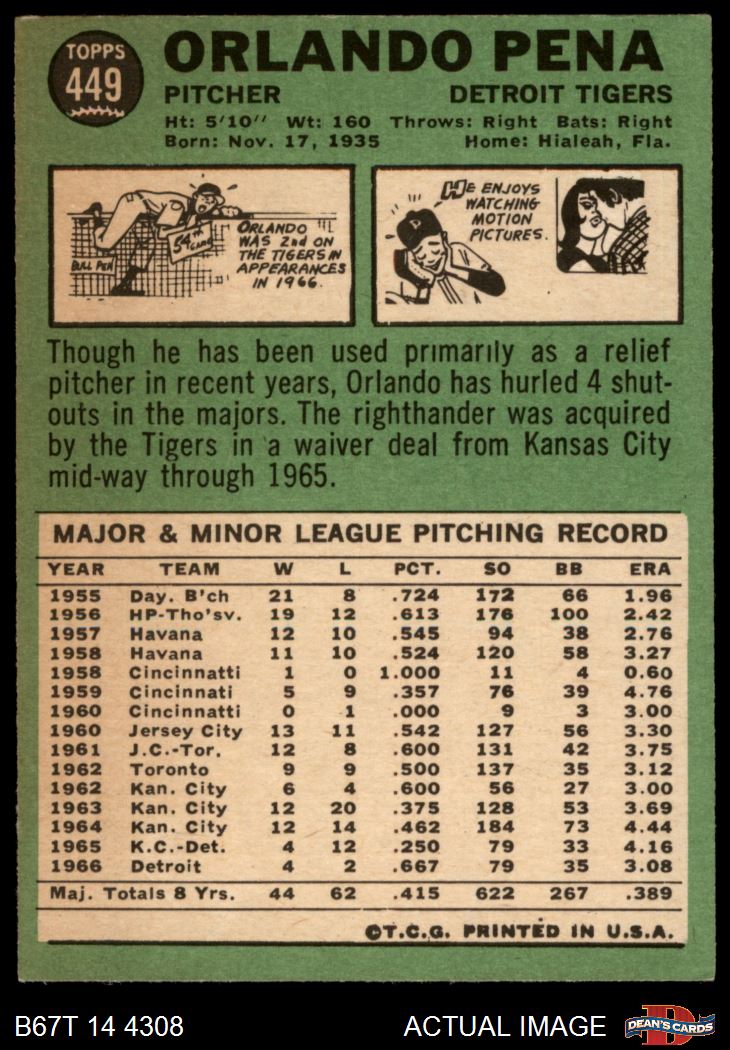 TOPPS
449
ORLANDO PENA
PITCHER DETROIT TIGERS
Ht: 5'10" Wt: 160 Throws: Right Bats: Right
Born: Nov. 17, 1935 Home: Hialeah, Fla.
54TH GAME
BULL PEN
ORLANDO
WAS 2nd ON
THE TIGERS IN
APPEARANCES
IN 1966.
D
HE ENJOYS
WATCHING
MOTION
PICTURES.
Though he has been used primarily as a relief
pitcher in recent years, Orlando has hurled 4 shut-
outs in the majors. The righthander was acquired
by the Tigers in a waiver deal from Kansas City
mid-way through 1965.
MAJOR & MINOR LEAGUE PITCHING RECORD
YEAR TEAM W L PCT. SO BB ERA
1955 Day. B'ch 21 8 .724 172 66 1.96
1956 HP-Tho'sv. 19 12 .613 176 100 2.42
1957 Havana 12 10 .545 94 38 2.76
1958 Havana 11 10 .524 120 58 3.27
1958 Cincinnatti 1 0 1.000 11 4 0.60
1959 Cincinnati 5 9 .357 76 39 4.76
1960 Cincinnatti 0 1 .000 9 3 3.00
1960 Jersey City 13 11 .542 127 56 3.30
1961 J.C.-Tor. 12 8 .600 131 42 3.75
1962 Toronto 9 9 .500 137 35 3.12
1962 Kan. City 6 4 .600 56 27 3.00
1963 Kan. City 12 20 .375 128 53 3.69
1964 Kan. City 12 14 .462 184 73 4.44
1965 K.C.-Det. 4 12 .250 79 33 4.16
1966 Detroit 4 2 .667 79 35 3.08
Maj. Totals 8 Yrs. 44 62 .415 622 267 .389
©T.C.G. PRINTED IN U.S.A.
B67T 14 4308 ACTUAL IMAGE D DEAN'S CARDS